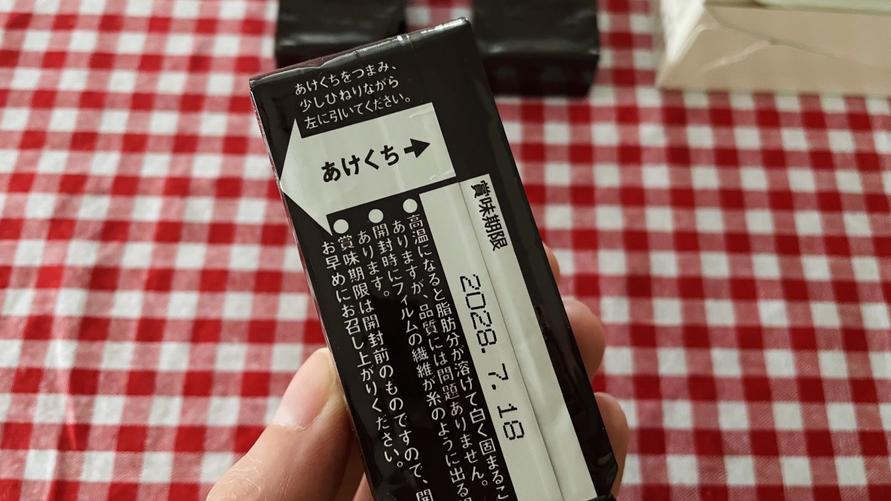 あけくちをつまみ、
少しひねりながら
左に引いてください。
あけくち➡
賞味期限
2028. 7. 18
●高温になると脂肪分が溶けて白く固まるこ
ありますが、品質には問題ありません。
●開封時にフィルムの繊維が糸のように出る
あります。
●賞味期限は開封前のものですので、開
お早めにお召し上がりください。